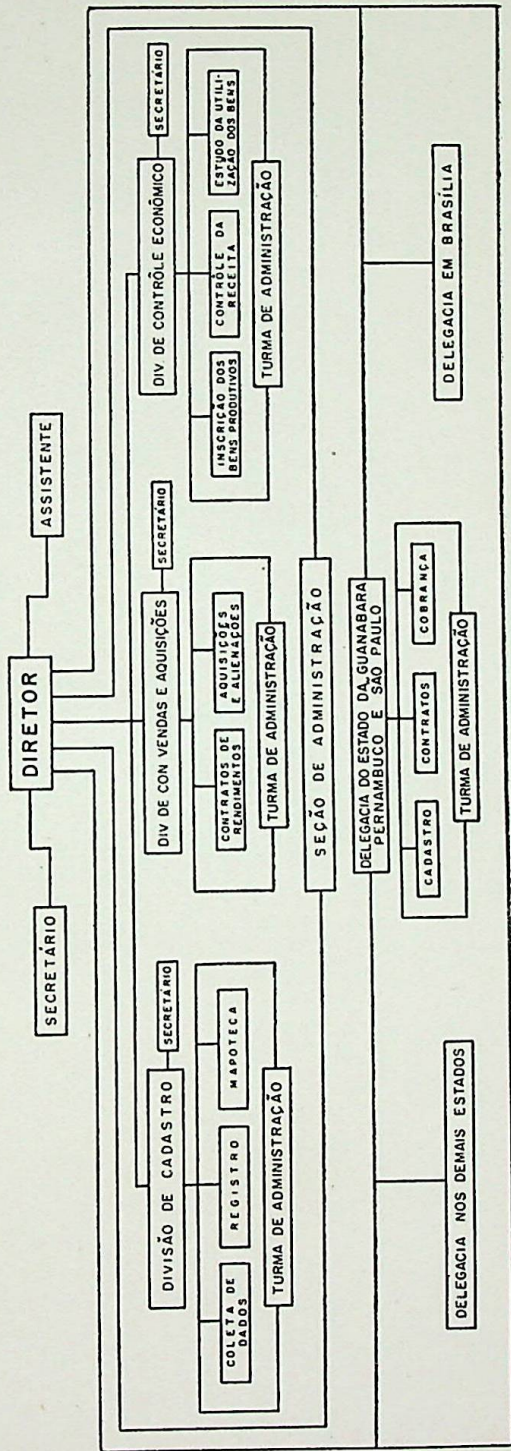 DIRETOR
SECRETÁRIO
ASSISTENTE
DIVISÃO DE CADASTRO
SECRETÁRIO
COLETA DE
DADOS
REGISTRO
MAPOTECA
TURMA DE ADMINISTRAÇÃO
DIV DE CON VENDAS E AQUISIÇÕES
SECRETÁRIO
CONTRATOS DE
RENDIMENTOS
AQUISIÇÕES
E ALIENAÇÕES
TURMA DE ADMINISTRAÇÃO
DIV. DE CONTRÔLE ECONÔMICO
SECRETÁRIO
INSCRIÇÃO DOS
BENS PRODUTIVOS
CONTRÔLE DA
RECEITA
ESTUDO DA UTILI-
ZAÇÃO DOS BENS
TURMA DE ADMINISTRAÇÃO
SEÇÃO DE ADMINISTRAÇÃO
DELEGACIA DO ESTADO DA GUANABARA
PERNAMBUCO E SÃO PAULO
CADASTRO
CONTRATOS
COBRANÇA
TURMA DE ADMINISTRAÇÃO
DELEGACIA NOS DEMAIS ESTADOS
DELEGACIA EM BRASÍLIA